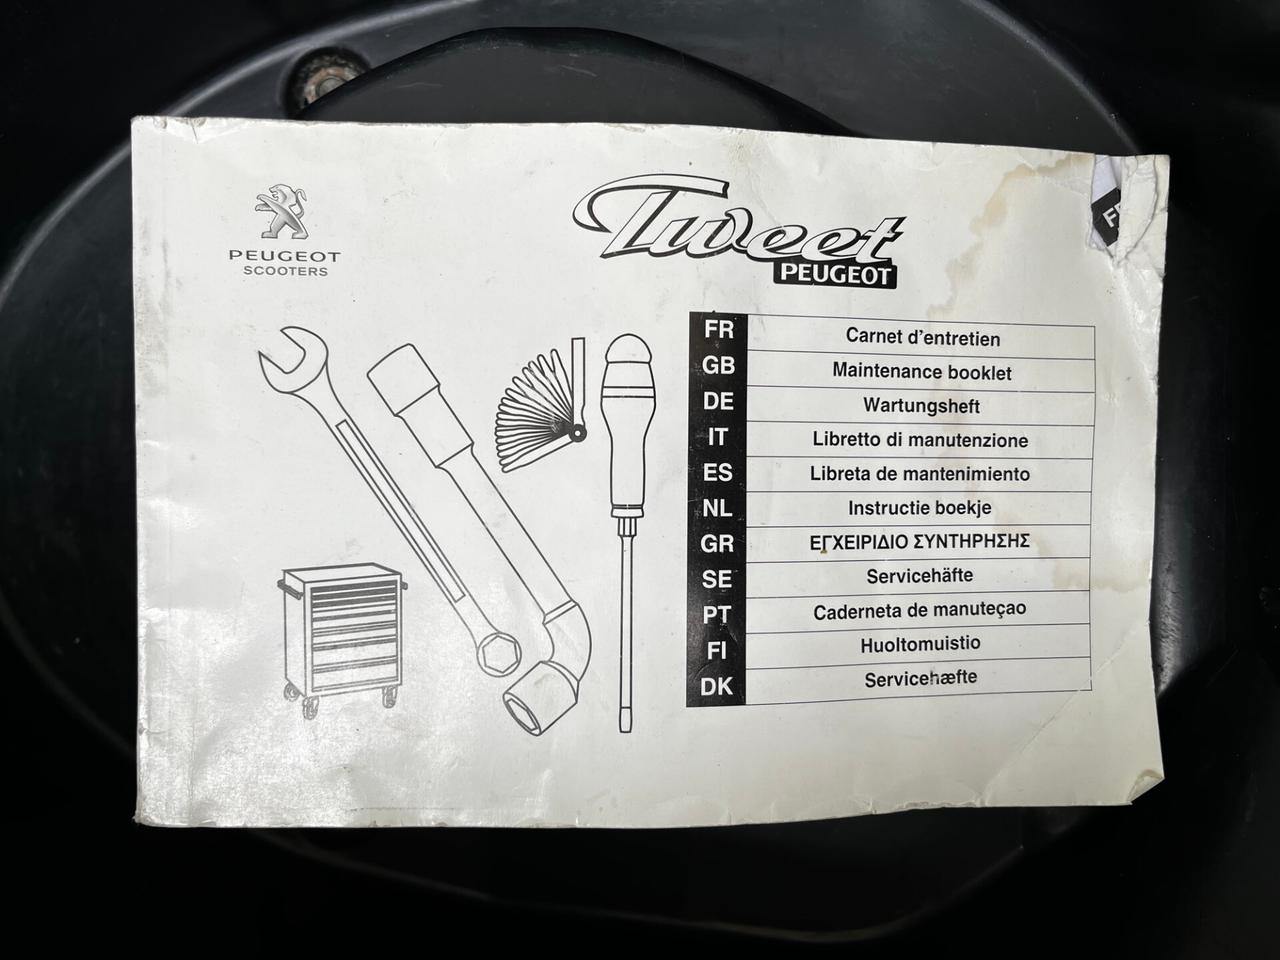 PEUGEOT
SCOOTERS
Tweet
PEUGEOT
FR Carnet d'entretien
GB Maintenance booklet
DE Wartungsheft
IT Libretto di manutenzione
ES Libreta de mantenimiento
NL Instructie boekje
GR ΕΓΧΕΙΡΙΔΙΟ ΣΥΝΤΗΡΗΣΗΣ
SE Servicehäfte
PT Caderneta de manuteçao
FI Huoltomuistio
DK Servicehæfte